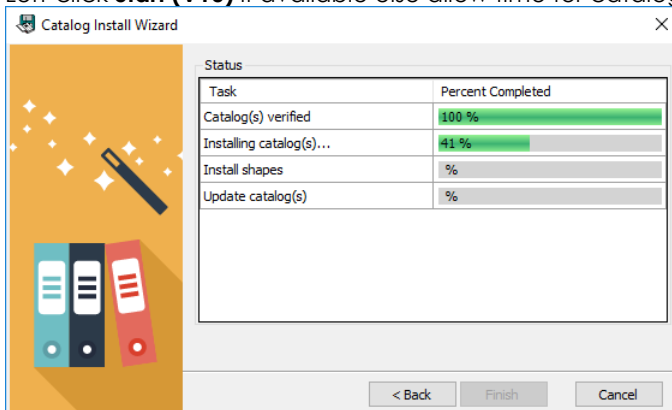 Catalog Install Wizard
Status
Task Percent Completed
Catalog(s) verified 100 %
Installing catalog(s)... 41 %
Install shapes %
Update catalog(s) %
< Back Finish Cancel